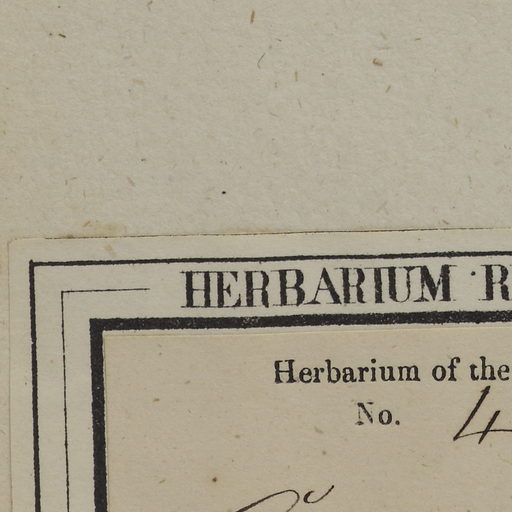 HERBARIUM R
Herbarium of the
No. 4